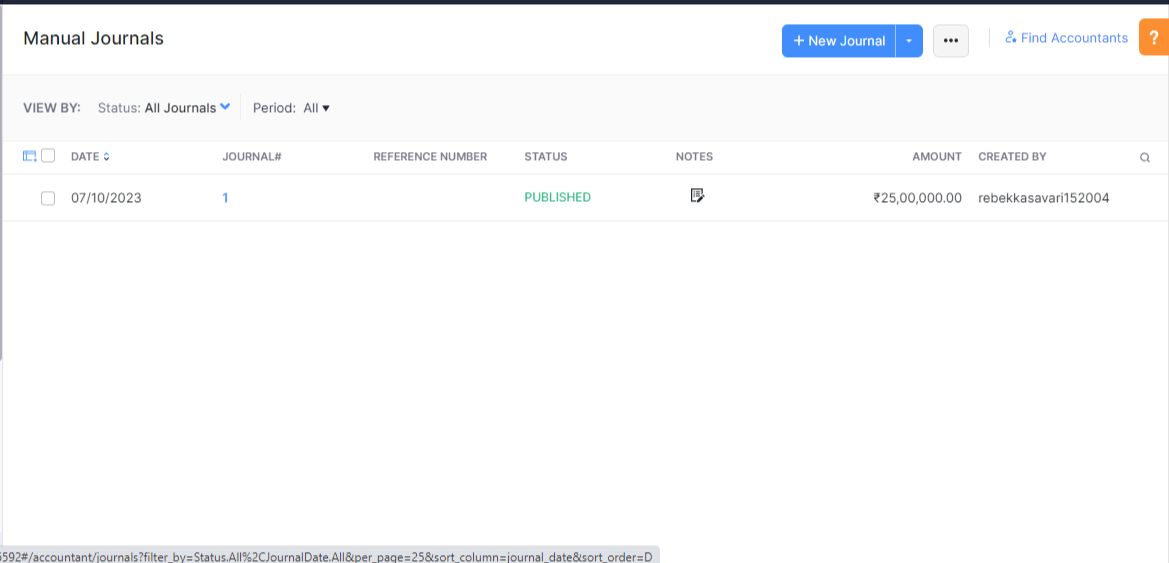 Manual Journals
+ New Journal
•••
Find Accountants
?
VIEW BY: Status: All Journals Period: All
DATE JOURNAL# REFERENCE NUMBER STATUS NOTES AMOUNT CREATED BY
07/10/2023 1 PUBLISHED ₹25,00,000.00 rebekkasavari152004
592#/accountant/journals?filter_by=Status.All%2CJournalDate.All&per_page=25&sort_column=journal_date&sort_order=D